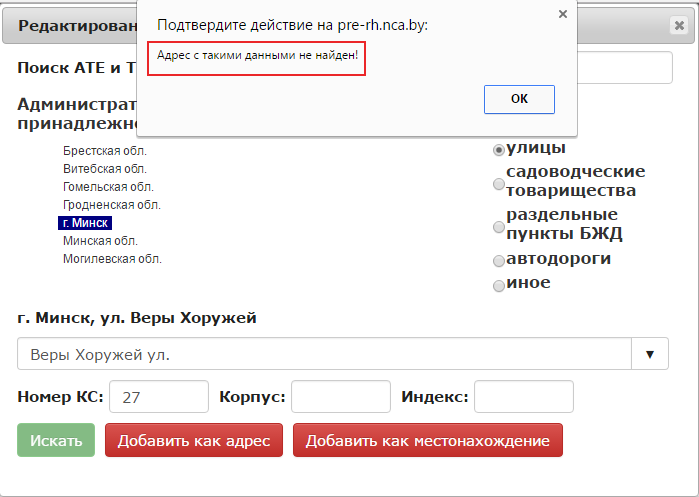 Редактирован
Подтвердите действие на pre-rh.nca.by:
Адрес с такими данными не найден!
OK
Поиск АТЕ и Т
Администрат
принадлежно
Брестская обл.
Витебская обл.
Гомельская обл.
Гродненская обл.
г. Минск
Минская обл.
Могилевская обл.
улицы
садоводческие
товарищества
раздельные
пункты БЖД
автодороги
иное
г. Минск, ул. Веры Хоружей
Веры Хоружей ул.
Номер КС: 27 Корпус: Индекс:
Искать Добавить как адрес Добавить как местонахождение